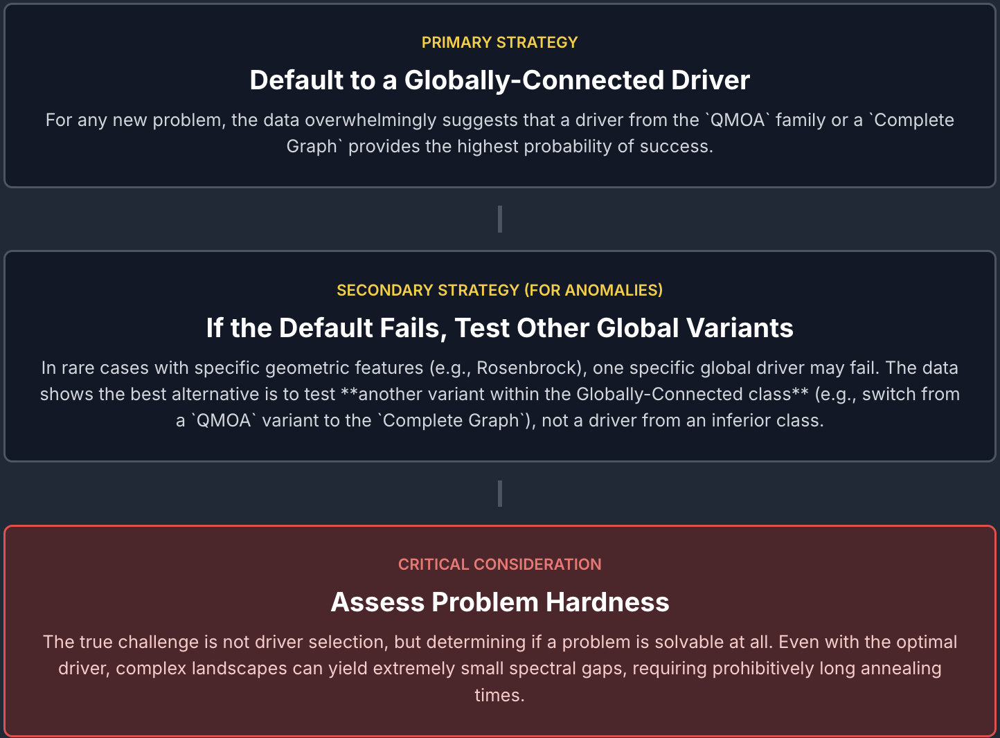 PRIMARY STRATEGY
Default to a Globally-Connected Driver
For any new problem, the data overwhelmingly suggests that a driver from the `QMOA` family or a `Complete
Graph` provides the highest probability of success.
SECONDARY STRATEGY (FOR ANOMALIES)
If the Default Fails, Test Other Global Variants
In rare cases with specific geometric features (e.g., Rosenbrock), one specific global driver may fail. The data
shows the best alternative is to test **another variant within the Globally-Connected class** (e.g., switch from
a `QMOA` variant to the `Complete Graph`), not a driver from an inferior class.
CRITICAL CONSIDERATION
Assess Problem Hardness
The true challenge is not driver selection, but determining if a problem is solvable at all. Even with the optimal
driver, complex landscapes can yield extremely small spectral gaps, requiring prohibitively long annealing
times.